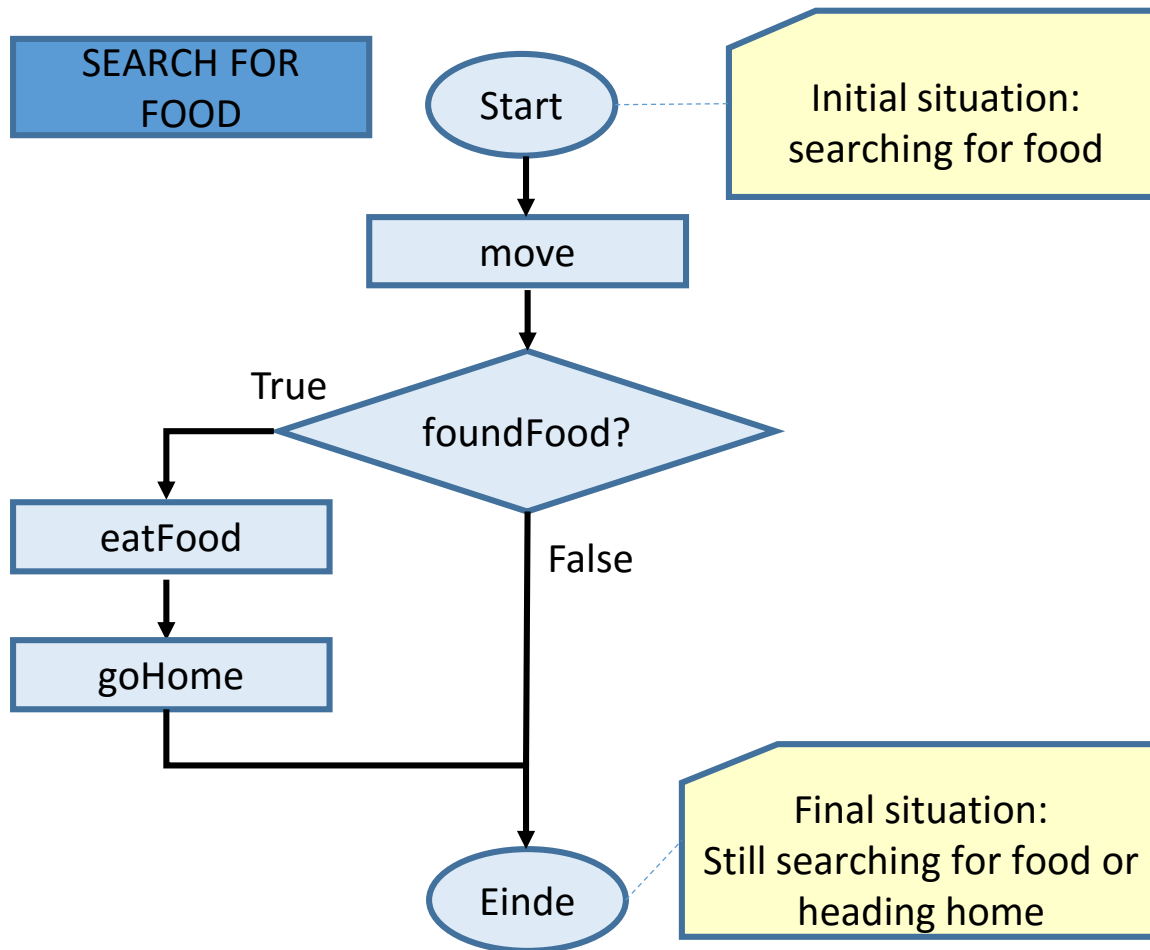 SEARCH FOR
FOOD
Start
Initial situation:
searching for food
move
True
foundFood?
eatFood
False
goHome
Final situation:
Still searching for food or
heading home
Einde